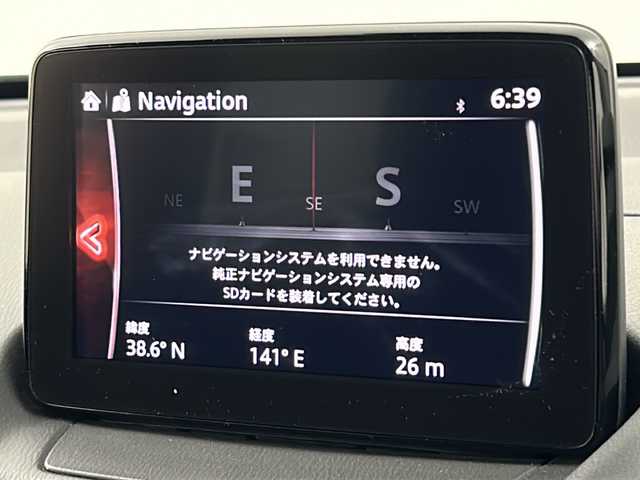 Navigation
6:39
NE E SE S SW
ナビゲーションシステムを利用できません。
純正ナビゲーションシステム専用の
SDカードを装着してください。
緯度 経度 高度
38.6° N 141° E 26 m